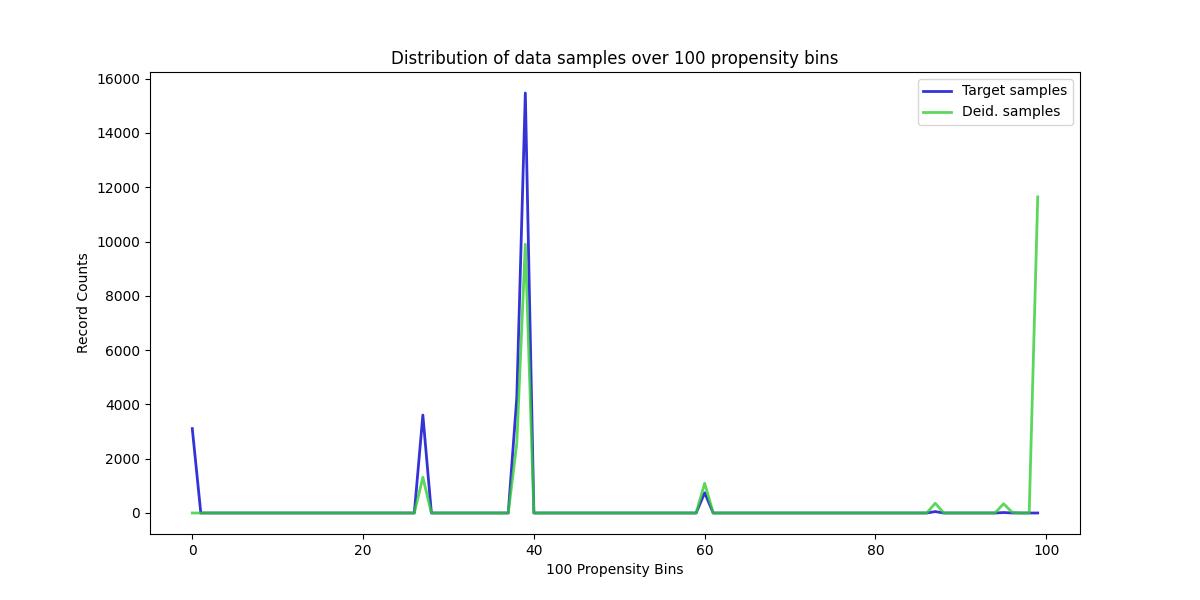 Distribution of data samples over 100 propensity bins
Target samples
Deid. samples
Record Counts
16000
14000
12000
10000
8000
6000
4000
2000
0
0 20 40 60 80 100
100 Propensity Bins